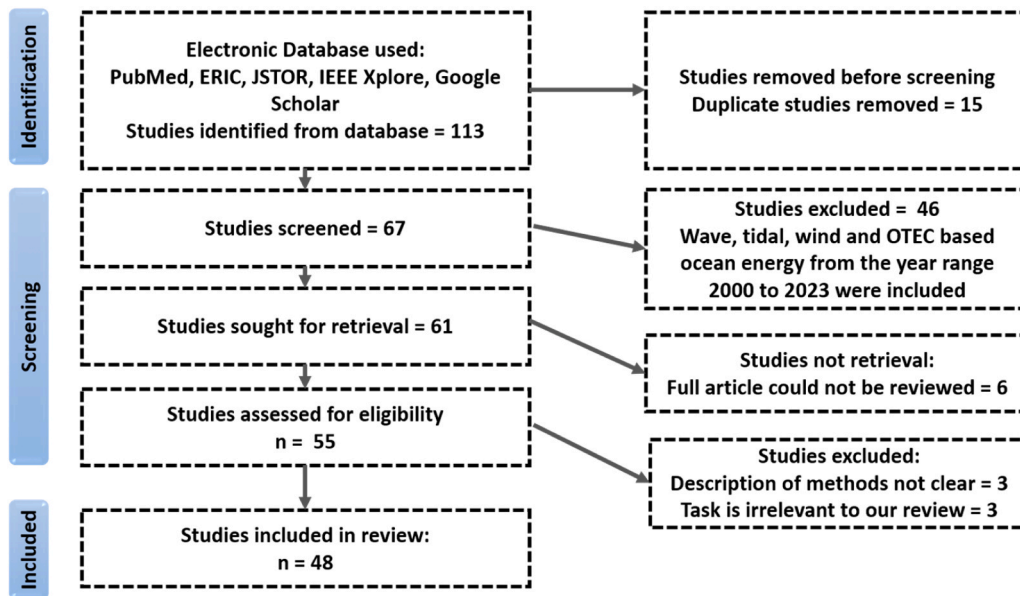 Identification
Electronic Database used:
PubMed, ERIC, JSTOR, IEEE Xplore, Google
Scholar
Studies identified from database = 113
Studies removed before screening
Duplicate studies removed = 15
Screening
Studies screened = 67
Studies excluded = 46
Wave, tidal, wind and OTEC based
ocean energy from the year range
2000 to 2023 were included
Studies sought for retrieval = 61
Studies not retrieval:
Full article could not be reviewed = 6
Studies assessed for eligibility
n = 55
Studies excluded:
Description of methods not clear = 3
Task is irrelevant to our review = 3
Included
Studies included in review:
n = 48